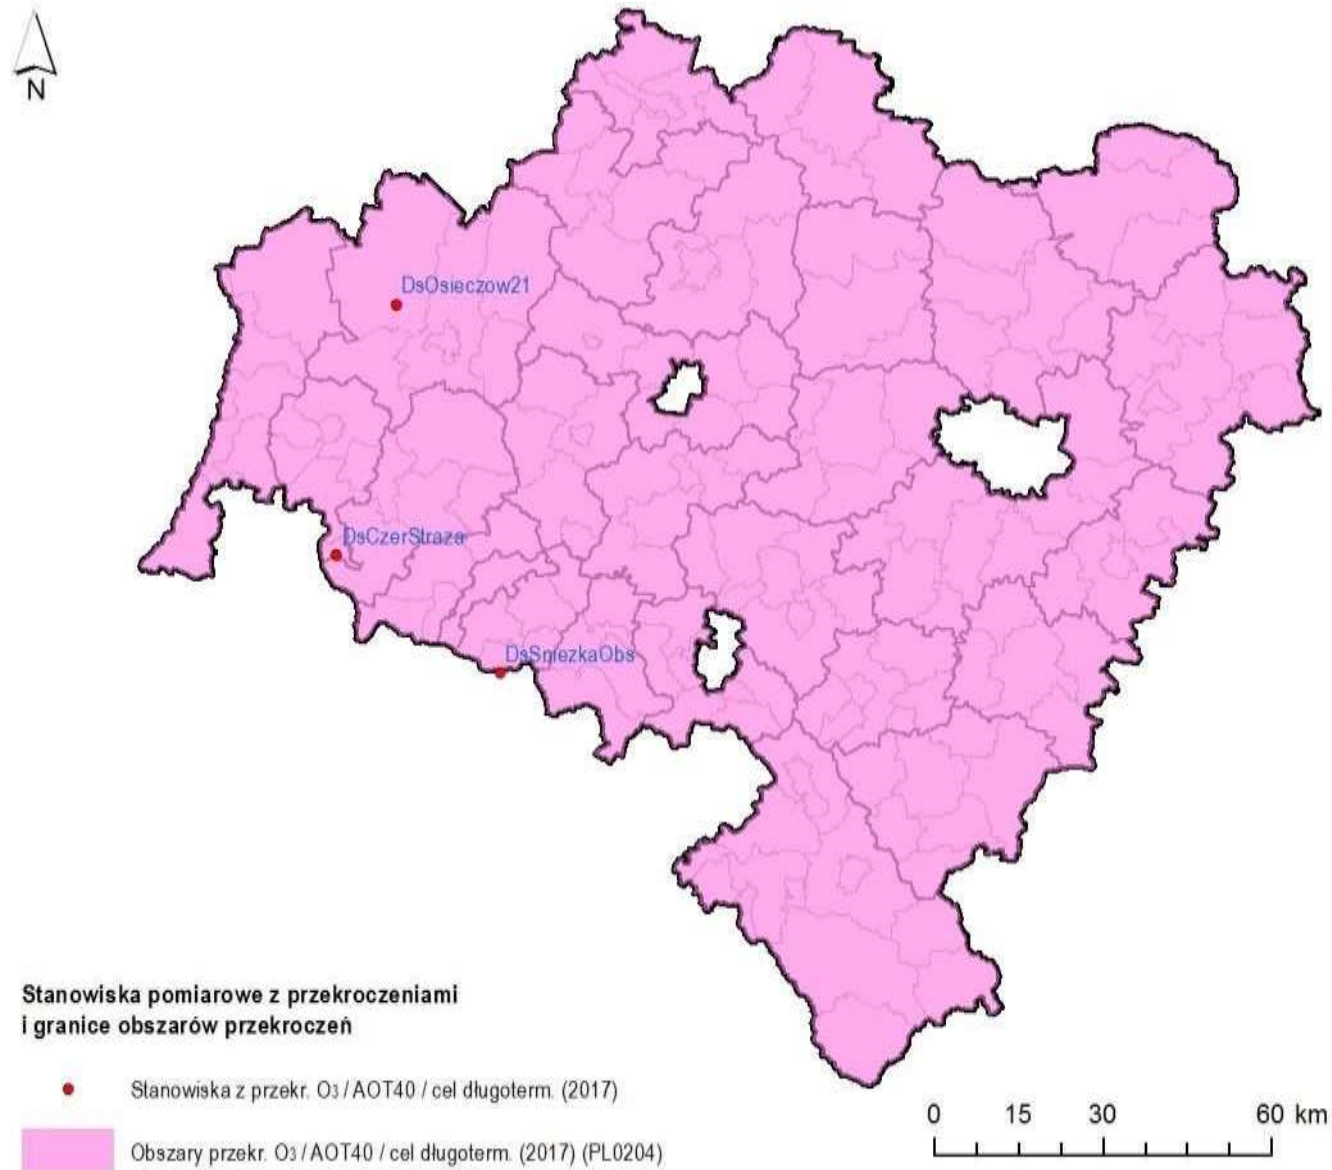 N
DsOsieczow21
DsCzerStraza
DsSniezkaObs
Stanowiska pomiarowe z przekroczeniami
i granice obszarów przekroczeń
Stanowiska z przekr. O3 / AOT40 / cel długoterm. (2017)
0 15 30 60 km
Obszary przekr. O3 / AOT40 / cel długoterm. (2017) (PL0204)